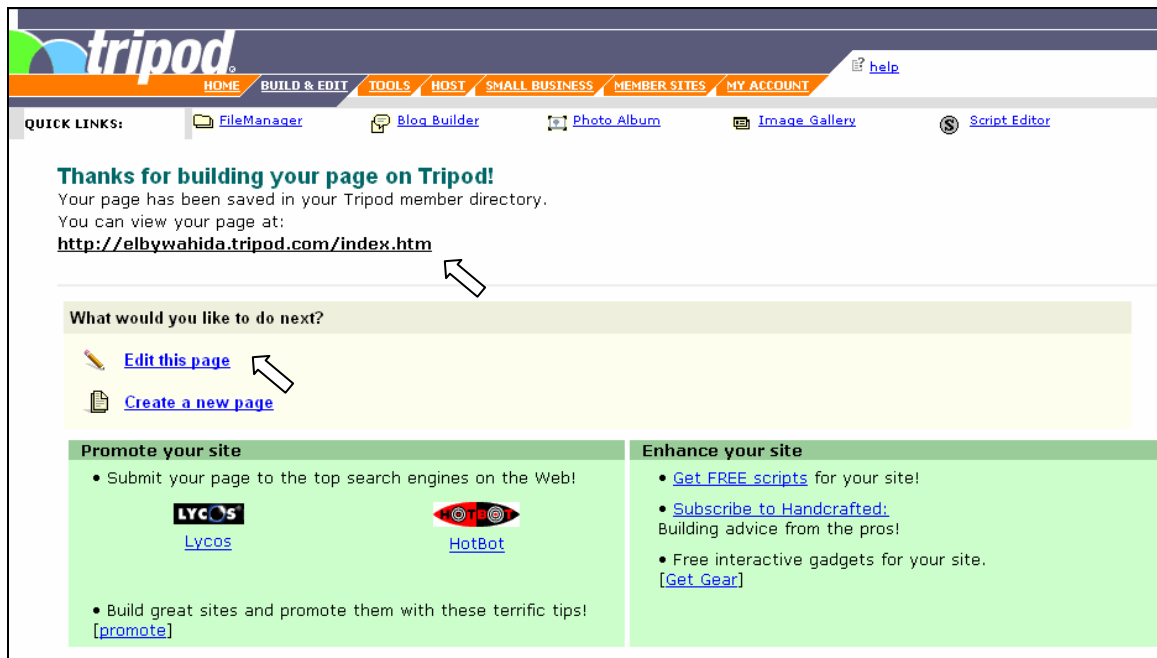 tripod.
help
HOME BUILD & EDIT TOOLS HOST SMALL BUSINESS MEMBER SITES MY ACCOUNT
QUICK LINKS: FileManager Blog Builder Photo Album Image Gallery Script Editor
Thanks for building your page on Tripod!
Your page has been saved in your Tripod member directory.
You can view your page at:
http://elbywahida.tripod.com/index.htm
What would you like to do next?
Edit this page
Create a new page
Promote your site
• Submit your page to the top search engines on the Web!
LYCOS HOTBOT
Lycos HotBot
• Build great sites and promote them with these terrific tips!
[promote]
Enhance your site
• Get FREE scripts for your site!
• Subscribe to Handcrafted:
Building advice from the pros!
• Free interactive gadgets for your site.
[Get Gear]